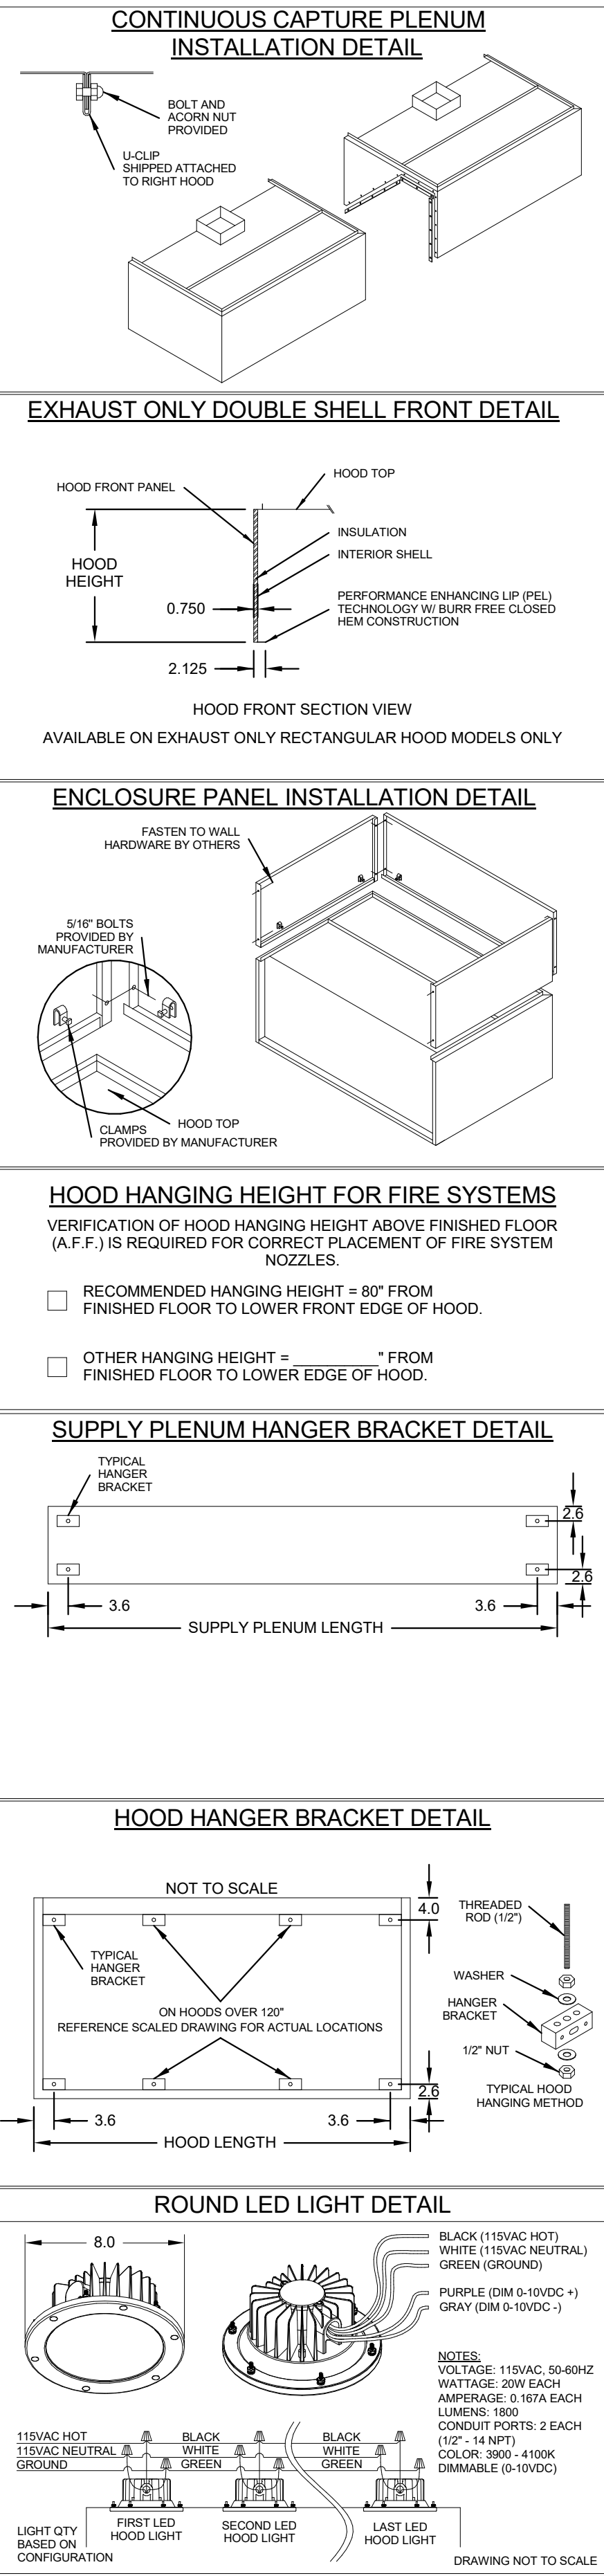 CONTINUOUS CAPTURE PLENUM
INSTALLATION DETAIL
BOLT AND
ACORN NUT
PROVIDED
U-CLIP
SHIPPED ATTACHED
TO RIGHT HOOD
EXHAUST ONLY DOUBLE SHELL FRONT DETAIL
HOOD TOP
HOOD FRONT PANEL
INSULATION
INTERIOR SHELL
HOOD
HEIGHT
PERFORMANCE ENHANCING LIP (PEL)
TECHNOLOGY W/ BURR FREE CLOSED
HEM CONSTRUCTION
0.750
2.125
HOOD FRONT SECTION VIEW
AVAILABLE ON EXHAUST ONLY RECTANGULAR HOOD MODELS ONLY
ENCLOSURE PANEL INSTALLATION DETAIL
FASTEN TO WALL
HARDWARE BY OTHERS
5/16" BOLTS
PROVIDED BY
MANUFACTURER
HOOD TOP
CLAMPS
PROVIDED BY MANUFACTURER
HOOD HANGING HEIGHT FOR FIRE SYSTEMS
VERIFICATION OF HOOD HANGING HEIGHT ABOVE FINISHED FLOOR
(A.F.F.) IS REQUIRED FOR CORRECT PLACEMENT OF FIRE SYSTEM
NOZZLES.
RECOMMENDED HANGING HEIGHT = 80" FROM
FINISHED FLOOR TO LOWER FRONT EDGE OF HOOD.
OTHER HANGING HEIGHT = __________" FROM
FINISHED FLOOR TO LOWER EDGE OF HOOD.
SUPPLY PLENUM HANGER BRACKET DETAIL
TYPICAL
HANGER
BRACKET
2.6
2.6
3.6
3.6
SUPPLY PLENUM LENGTH
HOOD HANGER BRACKET DETAIL
NOT TO SCALE
4.0
THREADED
ROD (1/2")
TYPICAL
HANGER
BRACKET
WASHER
HANGER
BRACKET
ON HOODS OVER 120"
REFERENCE SCALED DRAWING FOR ACTUAL LOCATIONS
1/2" NUT
2.6
TYPICAL HOOD
HANGING METHOD
3.6
3.6
HOOD LENGTH
ROUND LED LIGHT DETAIL
8.0
BLACK (115VAC HOT)
WHITE (115VAC NEUTRAL)
GREEN (GROUND)
PURPLE (DIM 0-10VDC +)
GRAY (DIM 0-10VDC -)
NOTES:
VOLTAGE: 115VAC, 50-60HZ
WATTAGE: 20W EACH
AMPERAGE: 0.167A EACH
LUMENS: 1800
CONDUIT PORTS: 2 EACH
(1/2" - 14 NPT)
COLOR: 3900 - 4100K
DIMMABLE (0-10VDC)
115VAC HOT
115VAC NEUTRAL
GROUND
BLACK
WHITE
GREEN
BLACK
WHITE
GREEN
FIRST LED
HOOD LIGHT
SECOND LED
HOOD LIGHT
LAST LED
HOOD LIGHT
LIGHT QTY
BASED ON
CONFIGURATION
DRAWING NOT TO SCALE